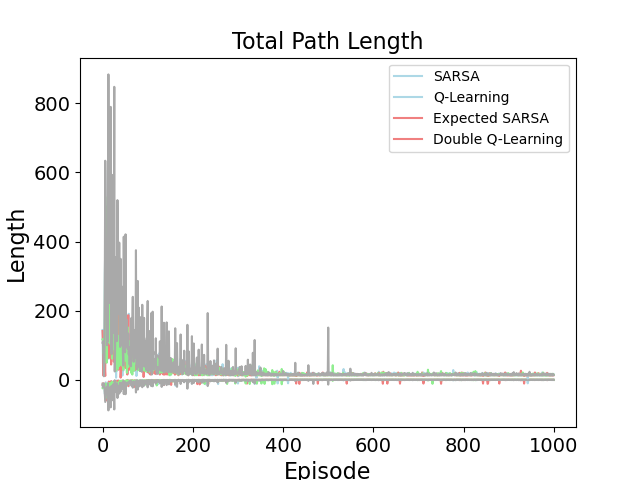 Total Path Length
SARSA
Q-Learning
Expected SARSA
Double Q-Learning
Length
800
600
400
200
0
0 200 400 600 800 1000
Episode